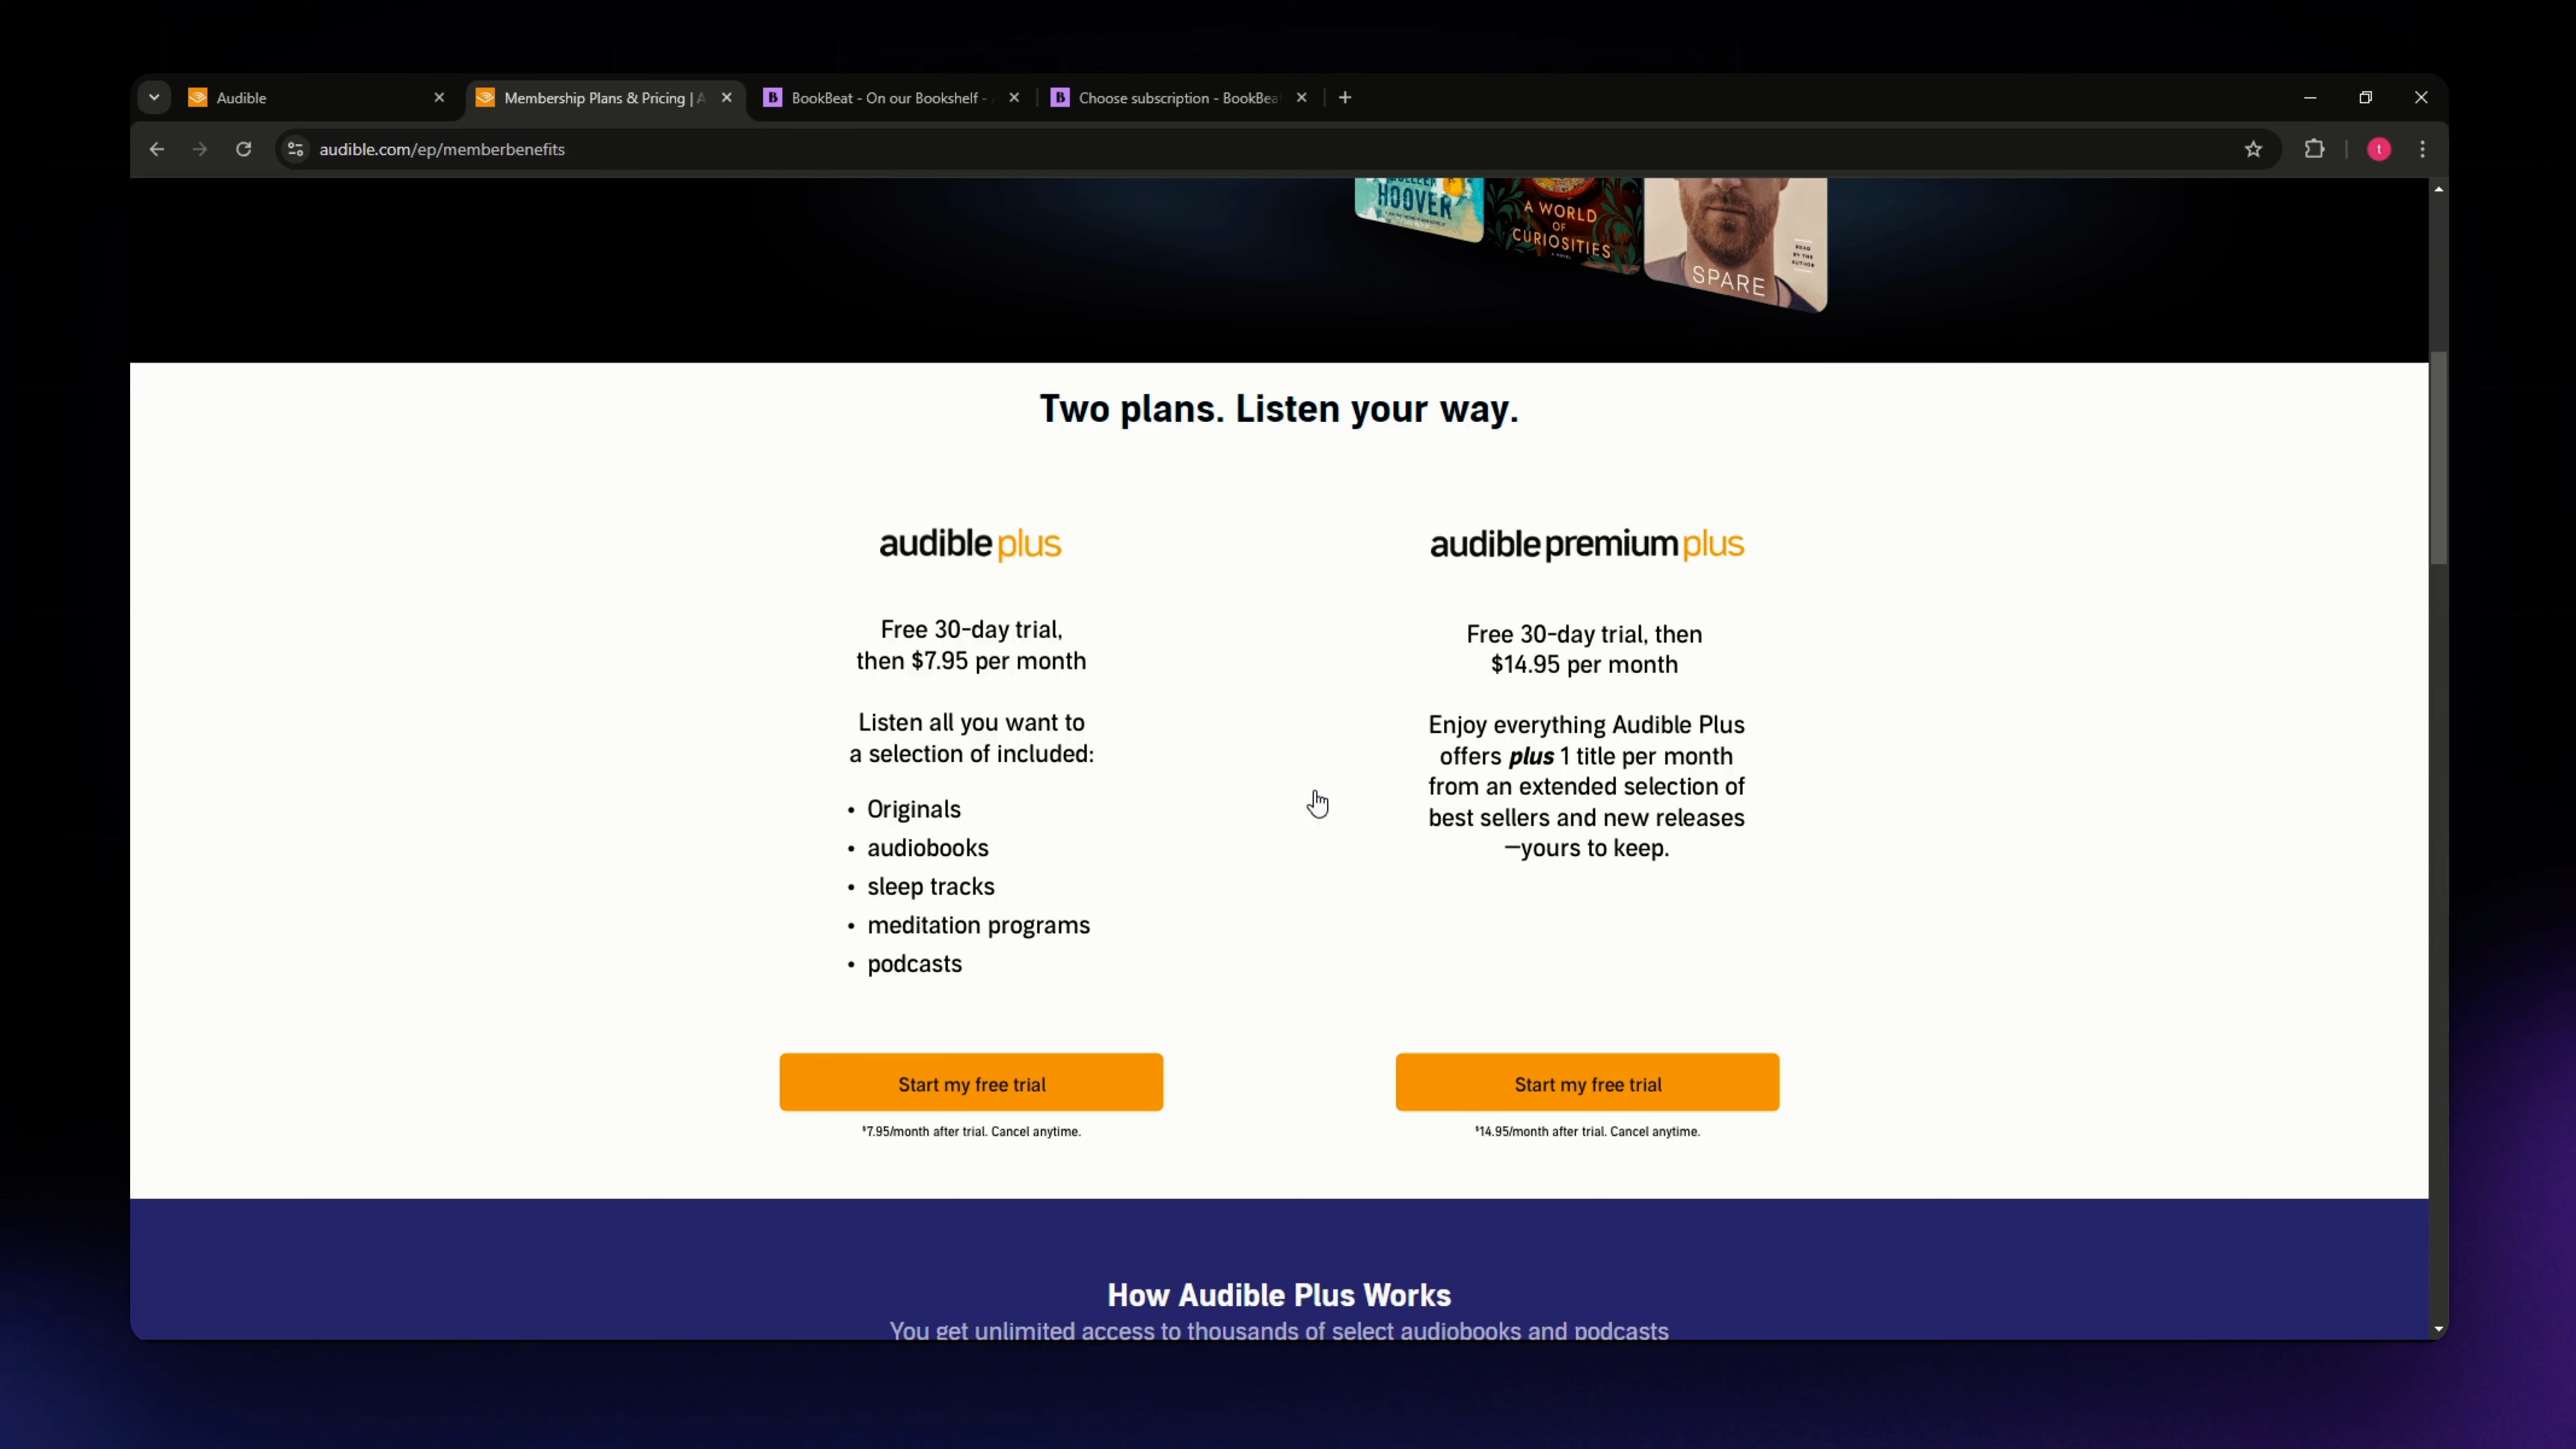 Audible
Membership Plans & Pricing | A
BookBeat - On our Bookshelf -
Choose subscription - BookBea
audible.com/ep/memberbenefits
HOOVER
A WORLD
OF
CURIOSITIES
A NOVEL
SPARE
READ
BY THE
AUTHOR
Two plans. Listen your way.
audible plus
Free 30-day trial,
then $7.95 per month
Listen all you want to
a selection of included:
• Originals
• audiobooks
• sleep tracks
• meditation programs
• podcasts
Start my free trial
$7.95/month after trial. Cancel anytime.
audible premium plus
Free 30-day trial, then
$14.95 per month
Enjoy everything Audible Plus
offers plus 1 title per month
from an extended selection of
best sellers and new releases
—yours to keep.
Start my free trial
$14.95/month after trial. Cancel anytime.
How Audible Plus Works
You get unlimited access to thousands of select audiobooks and podcasts